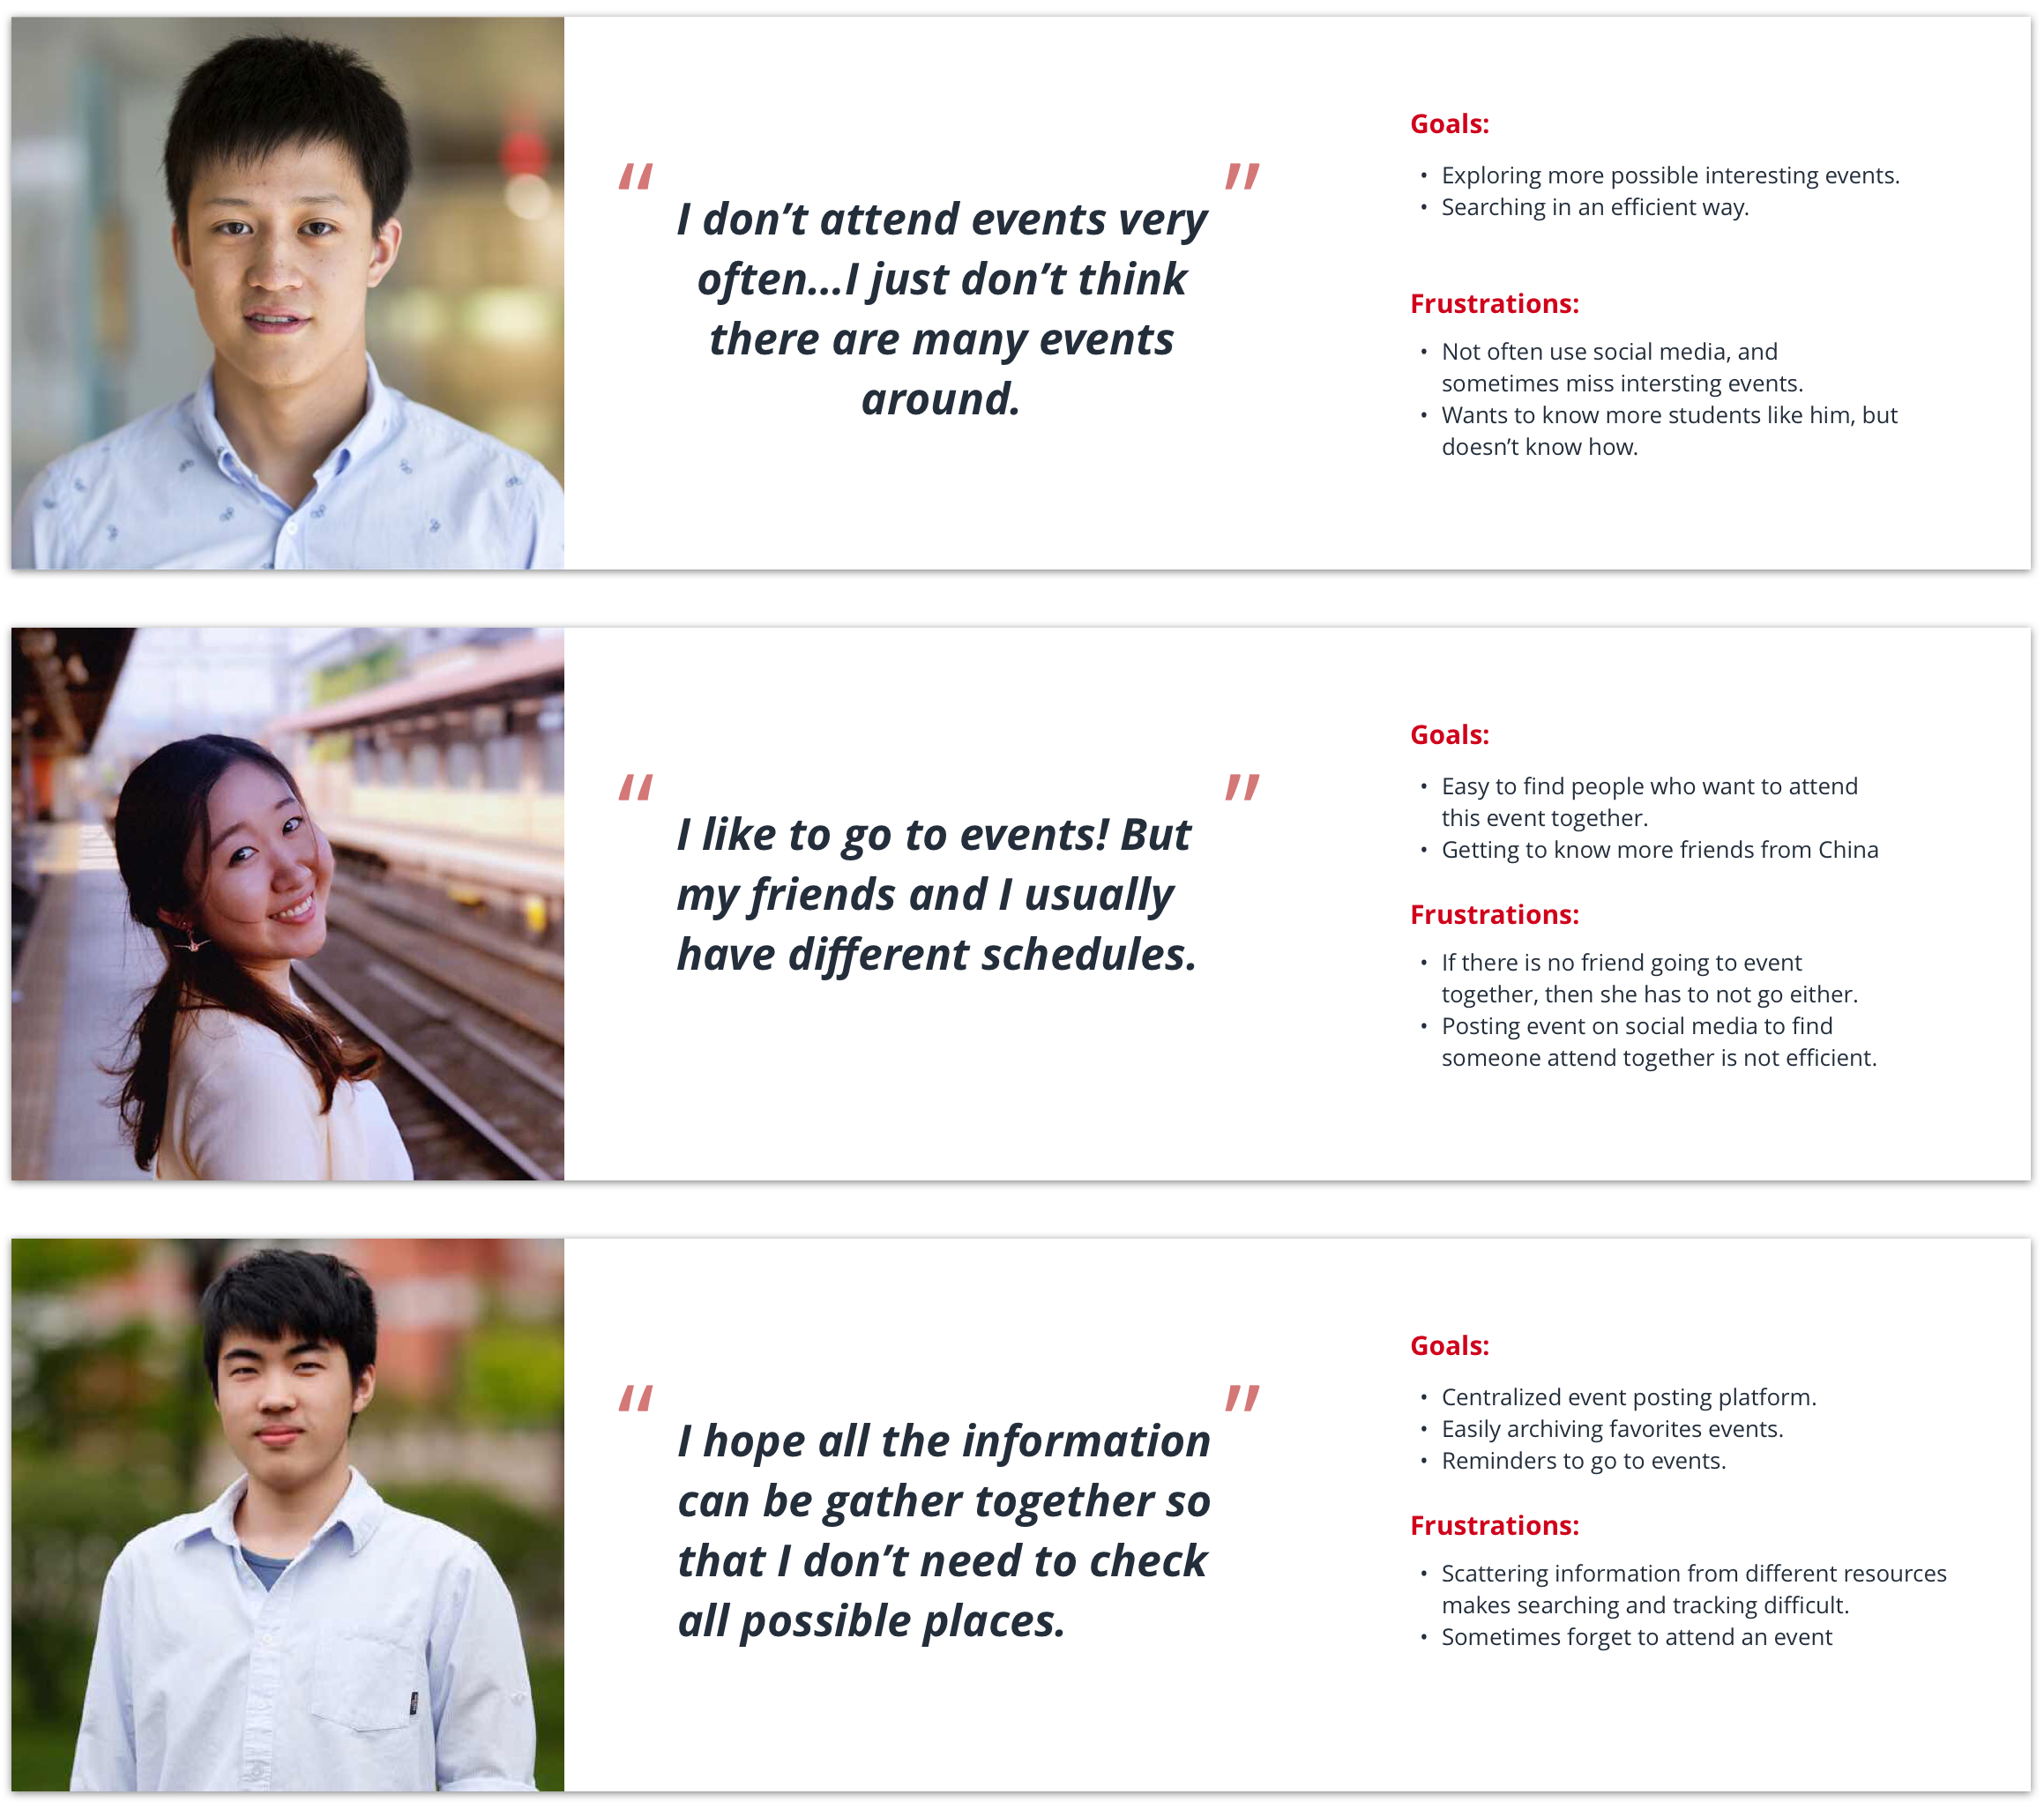 “ I don’t attend events very ”
often...I just don’t think
there are many events
around.
Goals:
• Exploring more possible interesting events.
• Searching in an efficient way.
Frustrations:
• Not often use social media, and
sometimes miss intersting events.
• Wants to know more students like him, but
doesn’t know how.
“ I like to go to events! But ”
my friends and I usually
have different schedules.
Goals:
• Easy to find people who want to attend
this event together.
• Getting to know more friends from China
Frustrations:
• If there is no friend going to event
together, then she has to not go either.
• Posting event on social media to find
someone attend together is not efficient.
“ I hope all the information ”
can be gather together so
that I don’t need to check
all possible places.
Goals:
• Centralized event posting platform.
• Easily archiving favorites events.
• Reminders to go to events.
Frustrations:
• Scattering information from different resources
makes searching and tracking difficult.
• Sometimes forget to attend an event